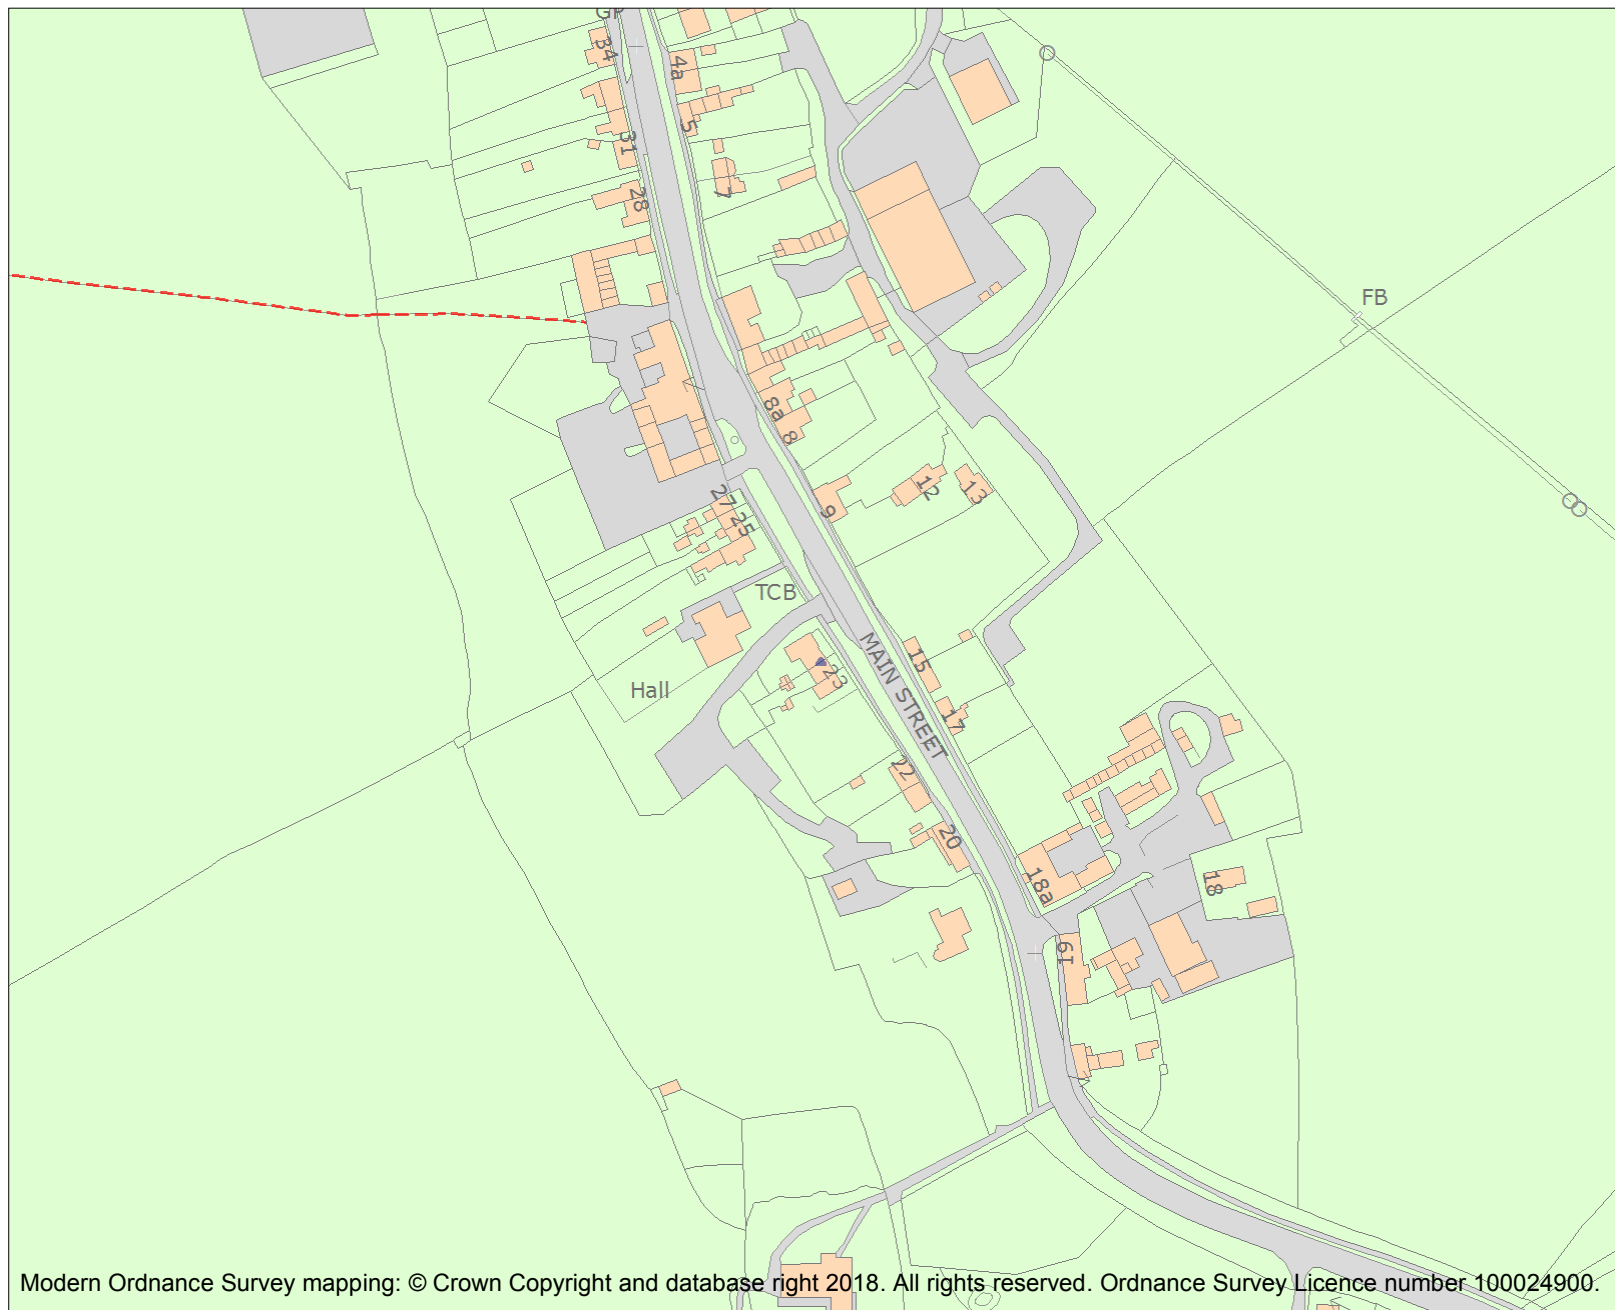 GP
34
4a
5
31
7
28
FB
8a
8
27
25
12
13
9
TCB
MAIN STREET
15
23
Hall
17
22
20
18a
18
19
Modern Ordnance Survey mapping: © Crown Copyright and database right 2018. All rights reserved. Ordnance Survey Licence number 100024900.